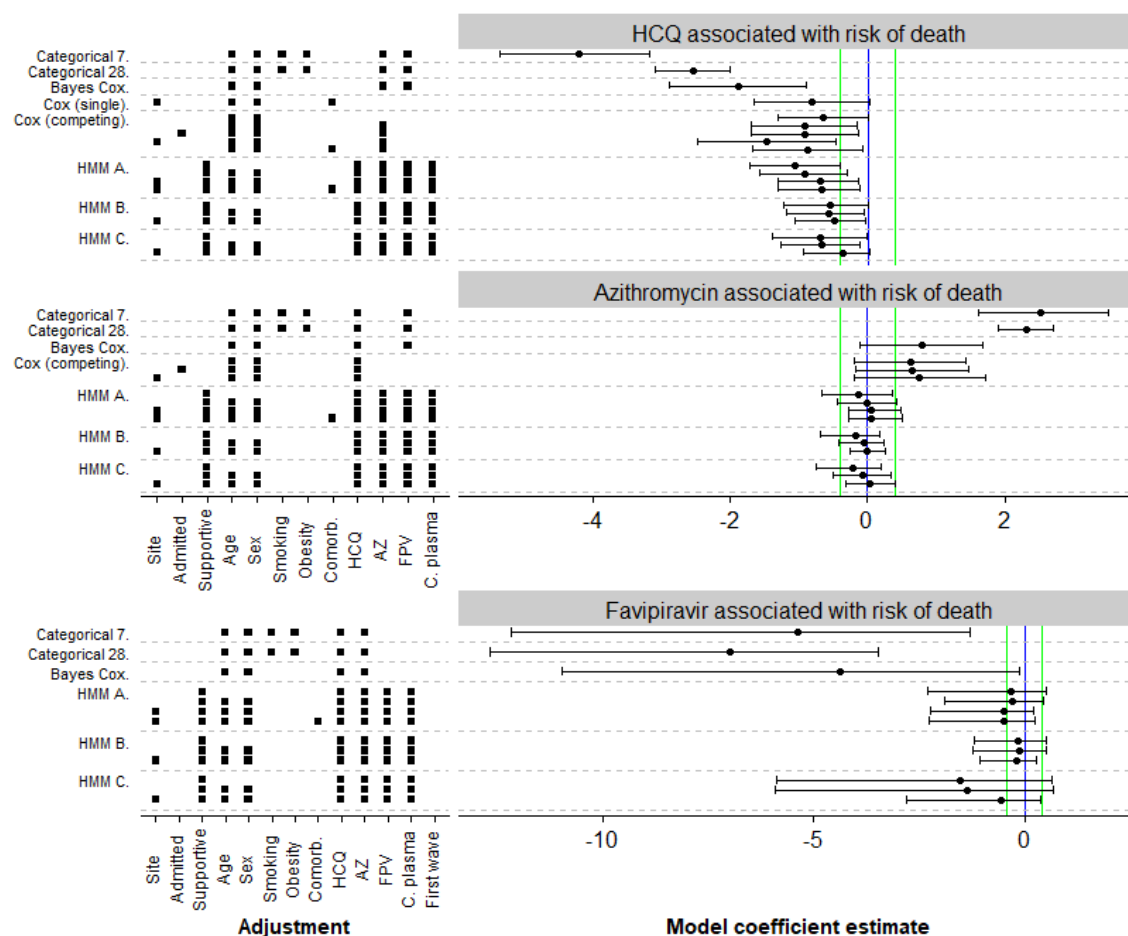 HCQ associated with risk of death
Categorical 7.
Categorical 28.
Bayes Cox.
Cox (single).
Cox (competing).
HMM A.
HMM B.
HMM C.
Azithromycin associated with risk of death
Categorical 7.
Categorical 28.
Bayes Cox.
Cox (competing).
HMM A.
HMM B.
HMM C.
-4 -2 0 2
Site
Admitted
Supportive
Age
Sex
Smoking
Obesity
Comorb.
HCQ
AZ
FPV
C. plasma
Favipiravir associated with risk of death
Categorical 7.
Categorical 28.
Bayes Cox.
HMM A.
HMM B.
HMM C.
-10 -5 0
Site
Admitted
Supportive
Age
Sex
Smoking
Obesity
Comorb.
HCQ
AZ
FPV
C. plasma
First wave
Adjustment
Model coefficient estimate